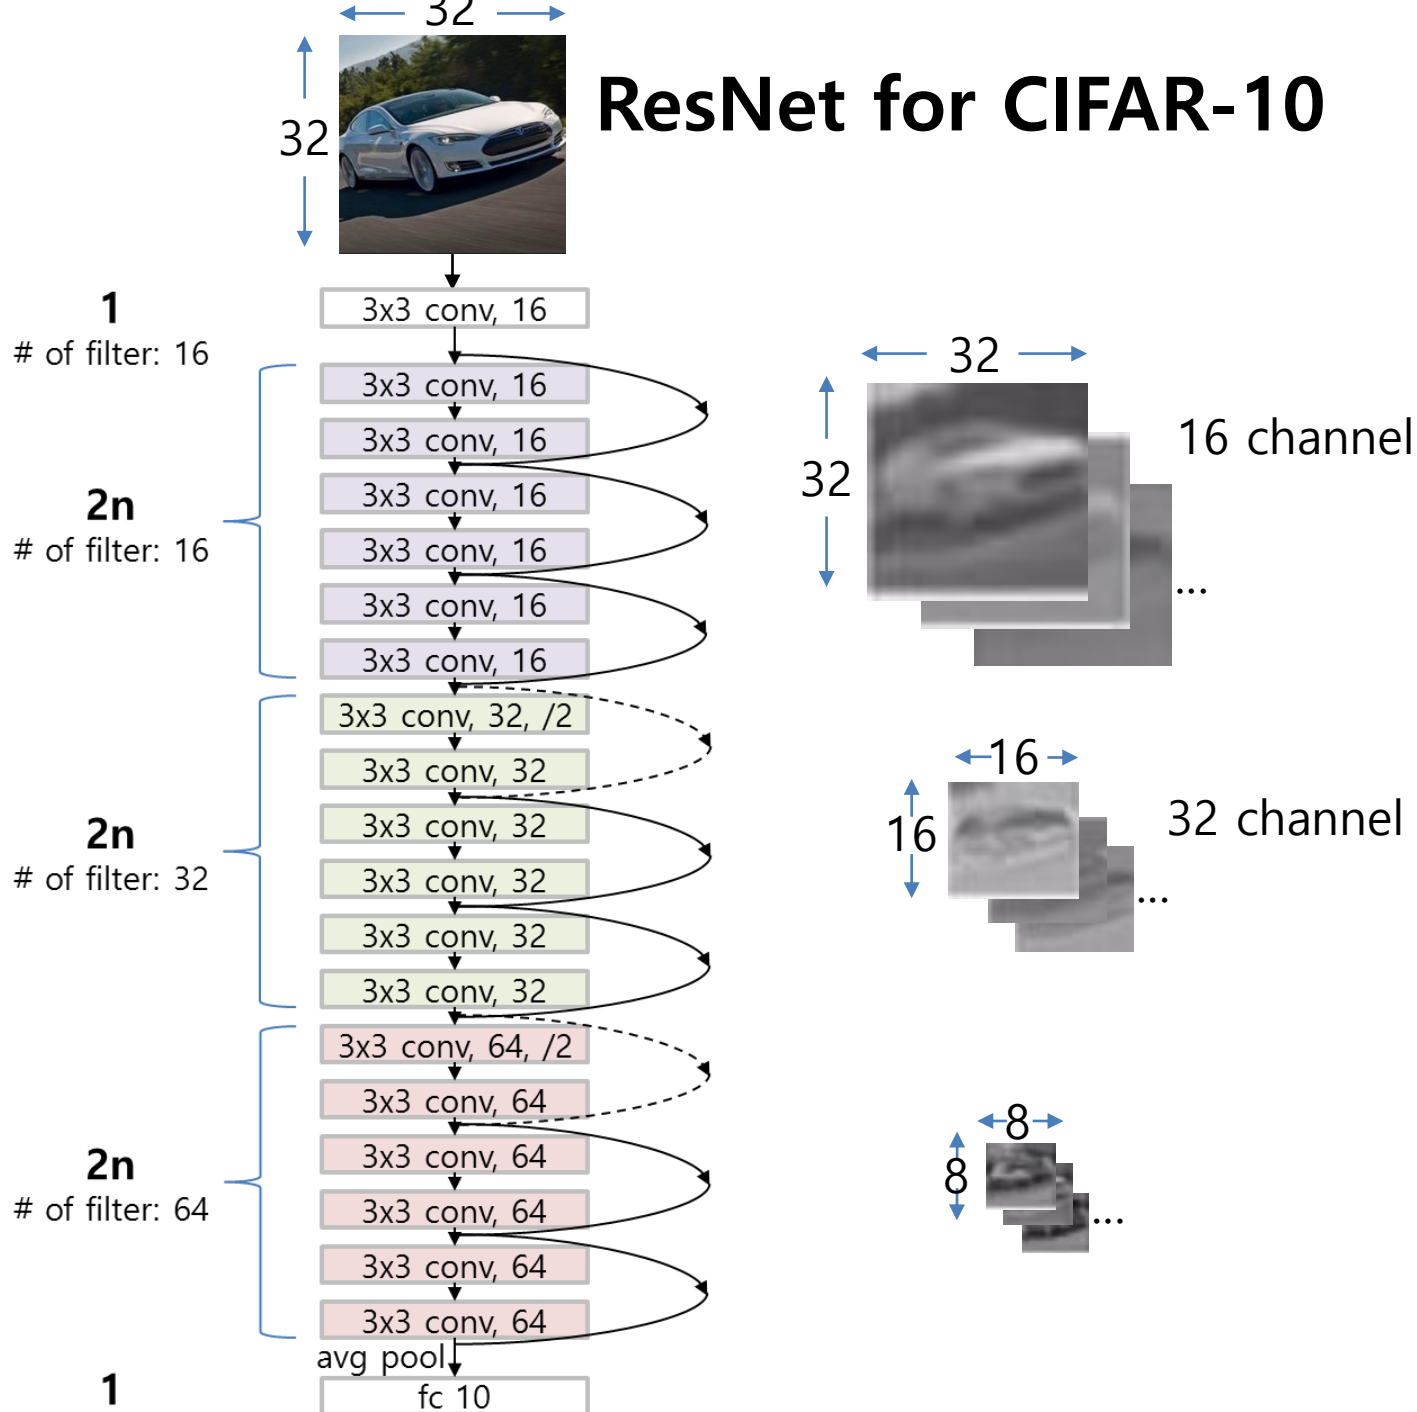 32
32
ResNet for CIFAR-10
1
# of filter: 16
3x3 conv, 16
2n
# of filter: 16
3x3 conv, 16
3x3 conv, 16
3x3 conv, 16
3x3 conv, 16
3x3 conv, 16
3x3 conv, 16
32
32
16 channel
...
2n
# of filter: 32
3x3 conv, 32, /2
3x3 conv, 32
3x3 conv, 32
3x3 conv, 32
3x3 conv, 32
3x3 conv, 32
16
16
32 channel
...
2n
# of filter: 64
3x3 conv, 64, /2
3x3 conv, 64
3x3 conv, 64
3x3 conv, 64
3x3 conv, 64
3x3 conv, 64
8
8
...
avg pool
1
fc 10